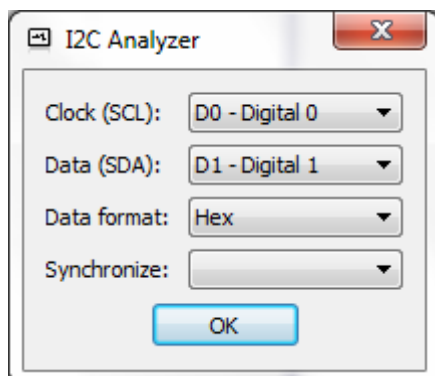 I2C Analyzer
Clock (SCL): D0 - Digital 0
Data (SDA): D1 - Digital 1
Data format: Hex
Synchronize:
OK